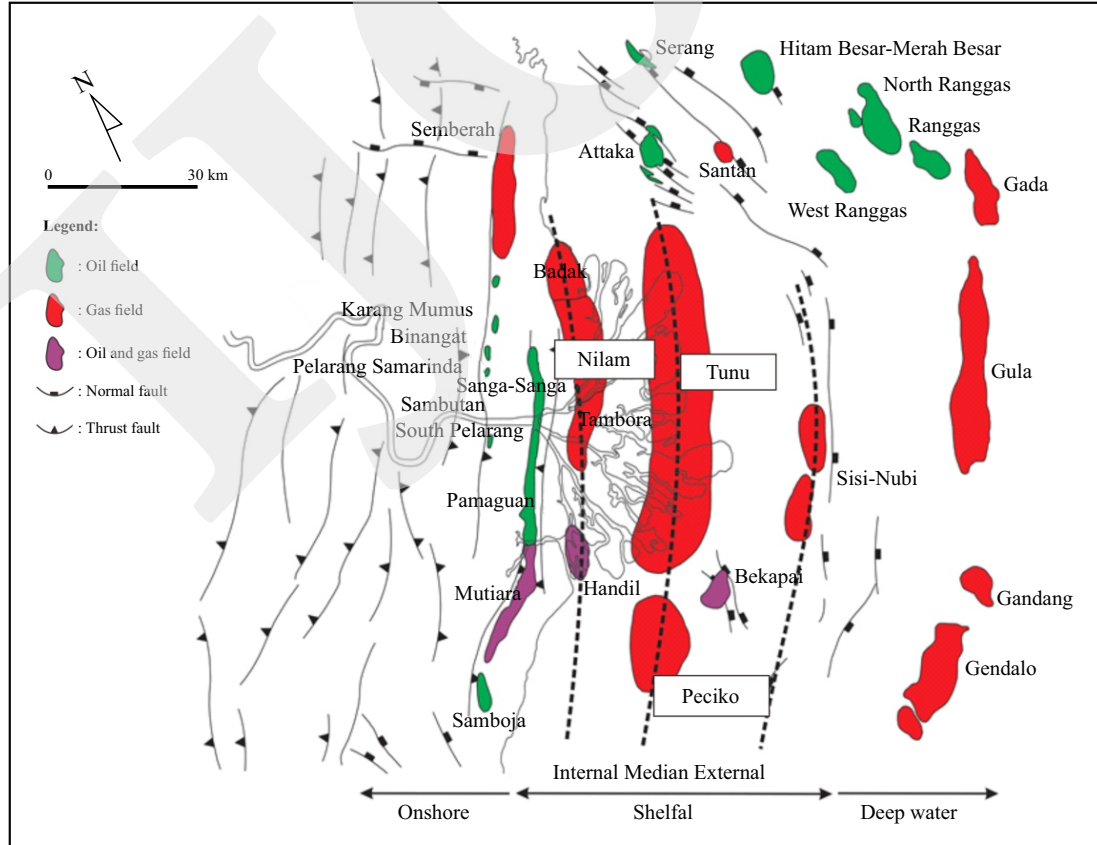 Serang
Hitam Besar-Merah Besar
N
North Ranggas
Semberah
Attaka
Ranggas
Santan
0 30 km
Gada
West Ranggas
Legend:
: Oil field
Badak
: Gas field
Karang Mumus
Binangat
: Oil and gas field
Nilam
Tunu
Pelarang Samarinda
Gula
: Normal fault
Sanga-Sanga
Sambutan
Tambora
: Thrust fault
South Pelarang
Sisi-Nubi
Pamaguan
Bekapai
Mutiara
Handil
Gandang
Gendalo
Peciko
Samboja
Internal Median External
Onshore
Shelfal
Deep water